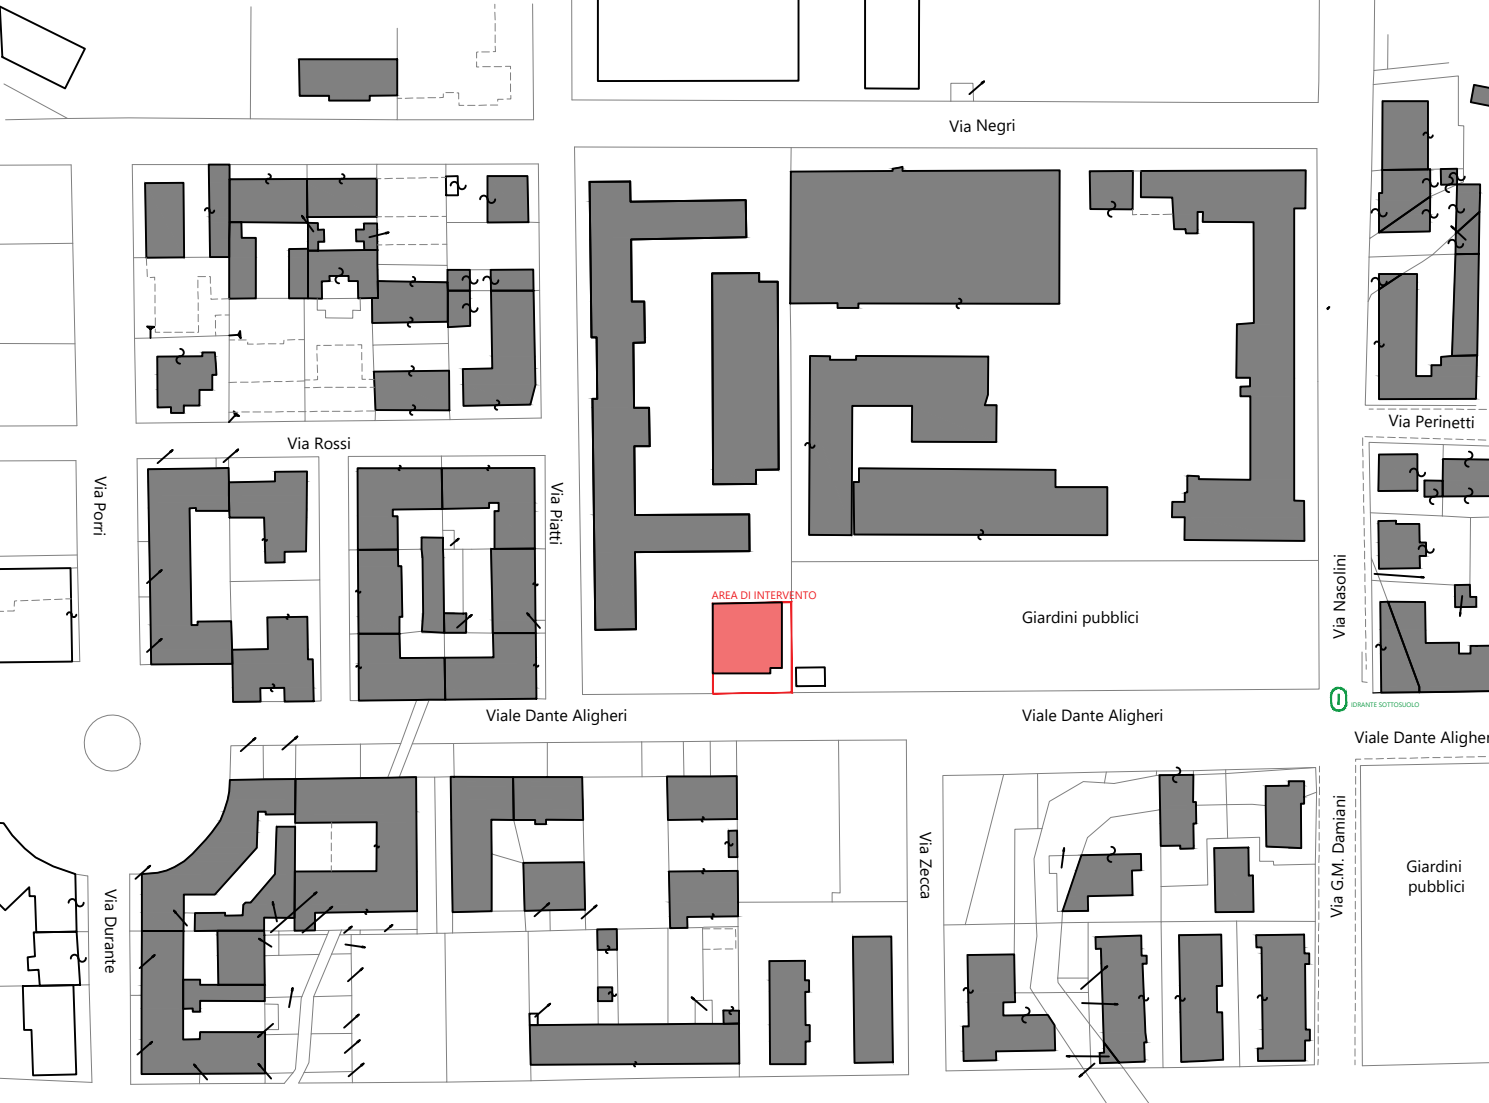 Via Negri
Via Perinetti
Via Rossi
Via Porri
Via Piatti
Via Nasolini
AREA DI INTERVENTO
Giardini pubblici
IDRANTE SOTTOSUOLO
Viale Dante Aligheri
Viale Dante Aligheri
Viale Dante Aligher
Via Zecca
Via G.M. Damiani
Giardini
pubblici
Via Durante